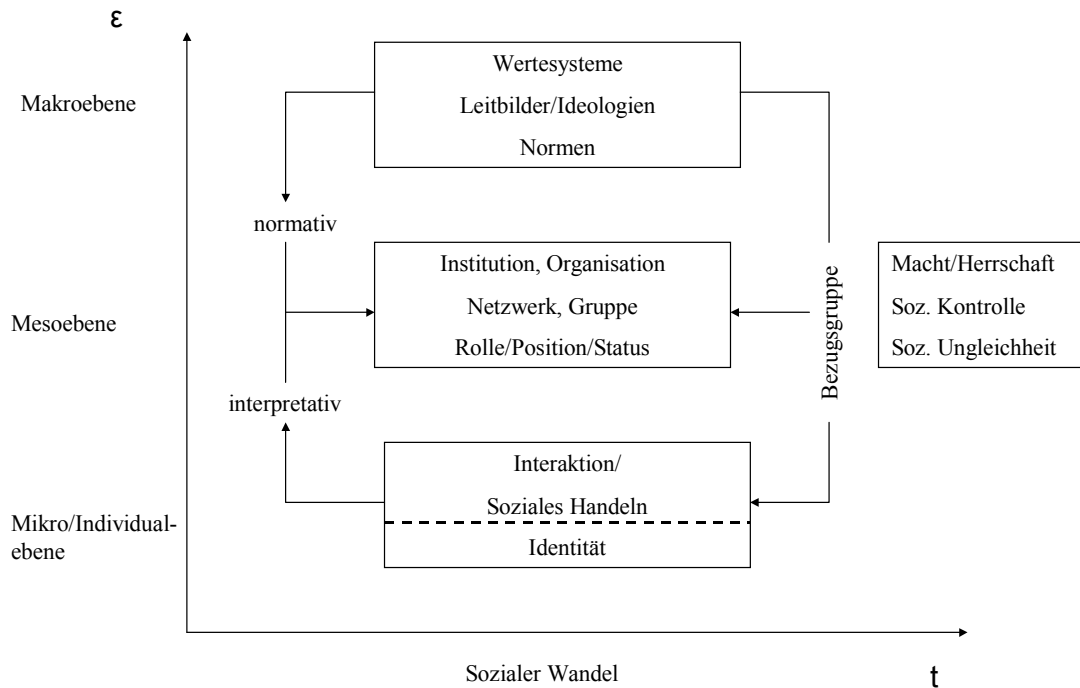 ε
Makroebene
Wertesysteme
Leitbilder/Ideologien
Normen
normativ
Mesoebene
Institution, Organisation
Netzwerk, Gruppe
Rolle/Position/Status
Bezugsgruppe
Macht/Herrschaft
Soz. Kontrolle
Soz. Ungleichheit
interpretativ
Mikro/Individual-
ebene
Interaktion/
Soziales Handeln
Identität
Sozialer Wandel
t